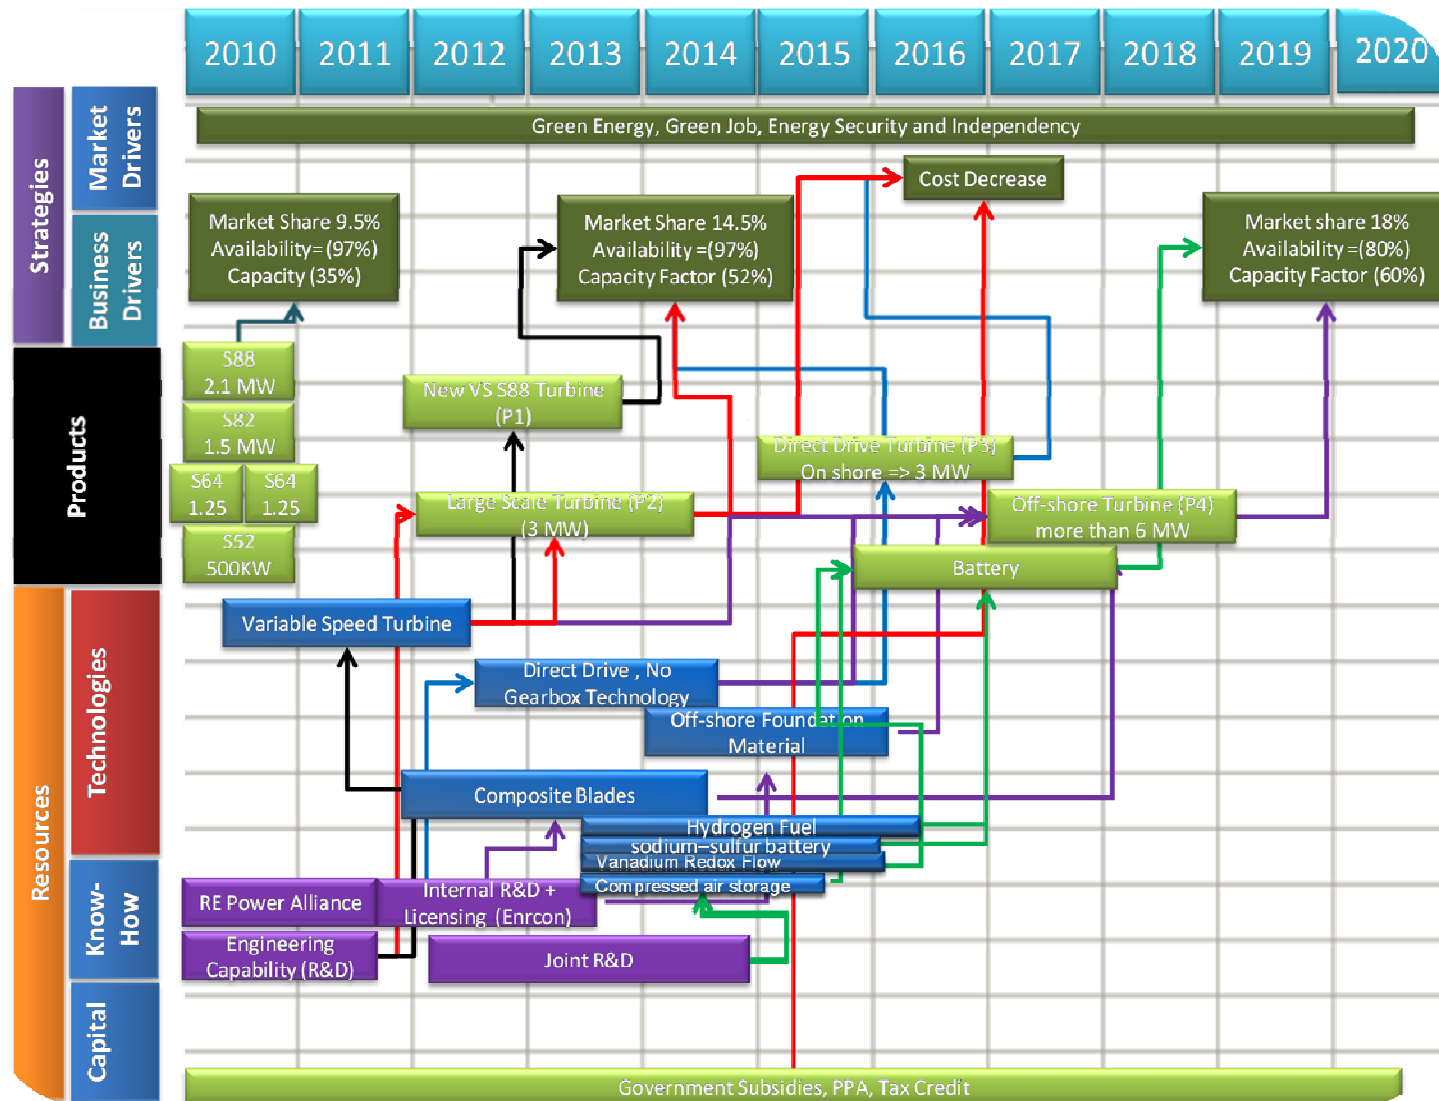 2010 2011 2012 2013 2014 2015 2016 2017 2018 2019 2020
Strategies
Market
Drivers
Business
Drivers
Products
Resources
Technologies
Know-
How
Capital
Green Energy, Green Job, Energy Security and Independency
Cost Decrease
Market Share 9.5%
Availability=(97%)
Capacity (35%)
Market Share 14.5%
Availability =(97%)
Capacity Factor (52%)
Market share 18%
Availability =(80%)
Capacity Factor (60%)
S88
2.1 MW
S82
1.5 MW
S64
1.25
S64
1.25
S52
500KW
New VS S88 Turbine
(P1)
Direct Drive Turbine (P3)
On shore => 3 MW
Large Scale Turbine (P2)
(3 MW)
Off-shore Turbine (P4)
more than 6 MW
Battery
Variable Speed Turbine
Direct Drive , No
Gearbox Technology
Off-shore Foundation
Material
Composite Blades
Hydrogen Fuel
sodium–sulfur battery
Vanadium Redox Flow
Compressed air storage
RE Power Alliance
Internal R&D +
Licensing (Enrcon)
Engineering
Capability (R&D)
Joint R&D
Government Subsidies, PPA, Tax Credit